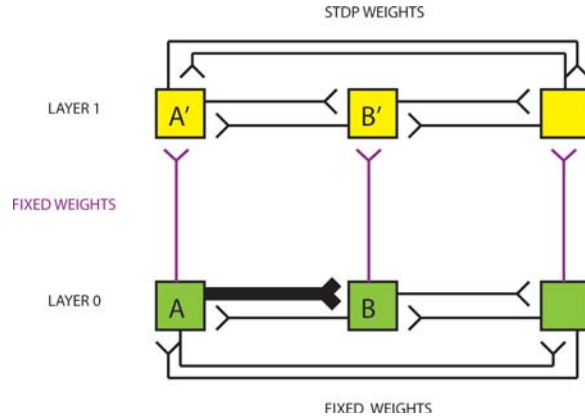 STDP WEIGHTS
LAYER 1
A' B'
FIXED WEIGHTS
LAYER 0
A B
FIXED WEIGHTS